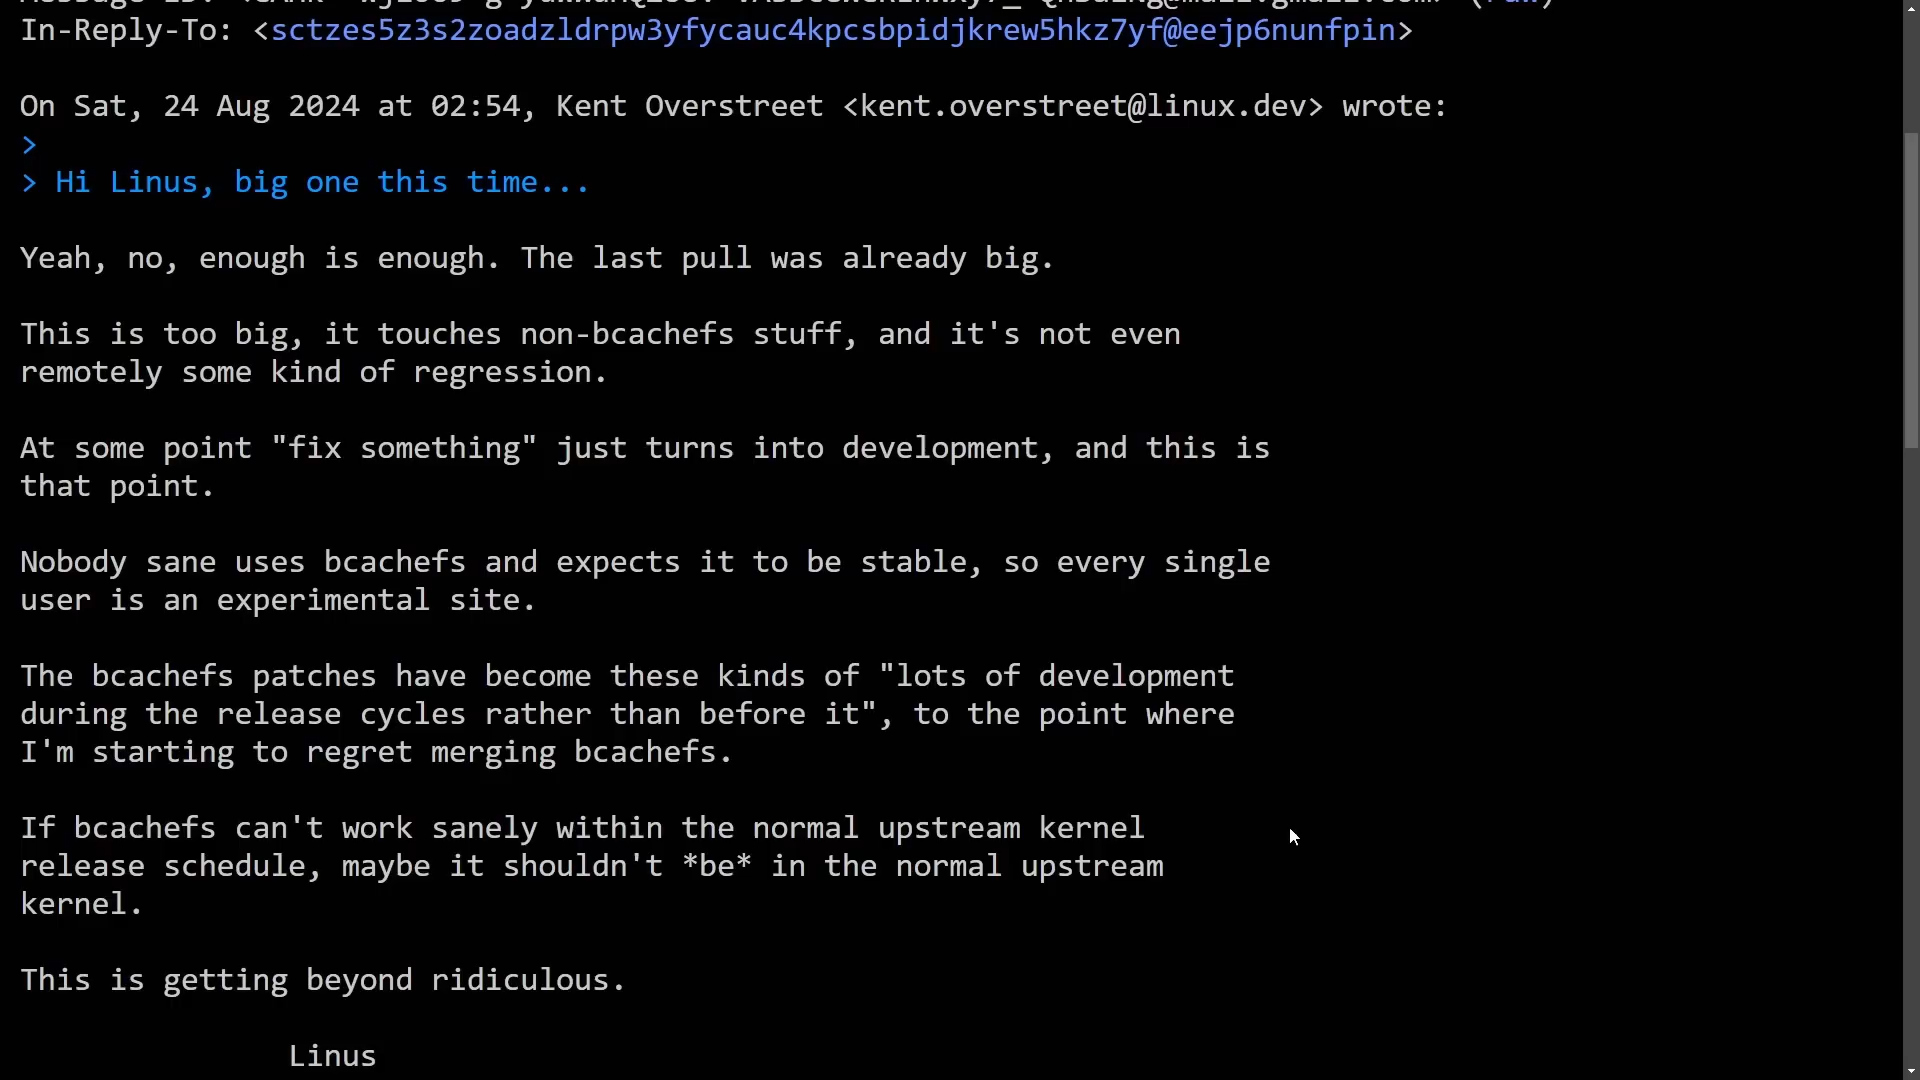 In-Reply-To: <sctzes5z3s2zoadzldrpw3yfycauc4kpcsbpidjkrew5hkz7yf@eejp6nunfpin>
On Sat, 24 Aug 2024 at 02:54, Kent Overstreet <kent.overstreet@linux.dev> wrote:
>
> Hi Linus, big one this time...
Yeah, no, enough is enough. The last pull was already big.
This is too big, it touches non-bcachefs stuff, and it's not even
remotely some kind of regression.
At some point "fix something" just turns into development, and this is
that point.
Nobody sane uses bcachefs and expects it to be stable, so every single
user is an experimental site.
The bcachefs patches have become these kinds of "lots of development
during the release cycles rather than before it", to the point where
I'm starting to regret merging bcachefs.
If bcachefs can't work sanely within the normal upstream kernel
release schedule, maybe it shouldn't *be* in the normal upstream
kernel.
This is getting beyond ridiculous.
Linus